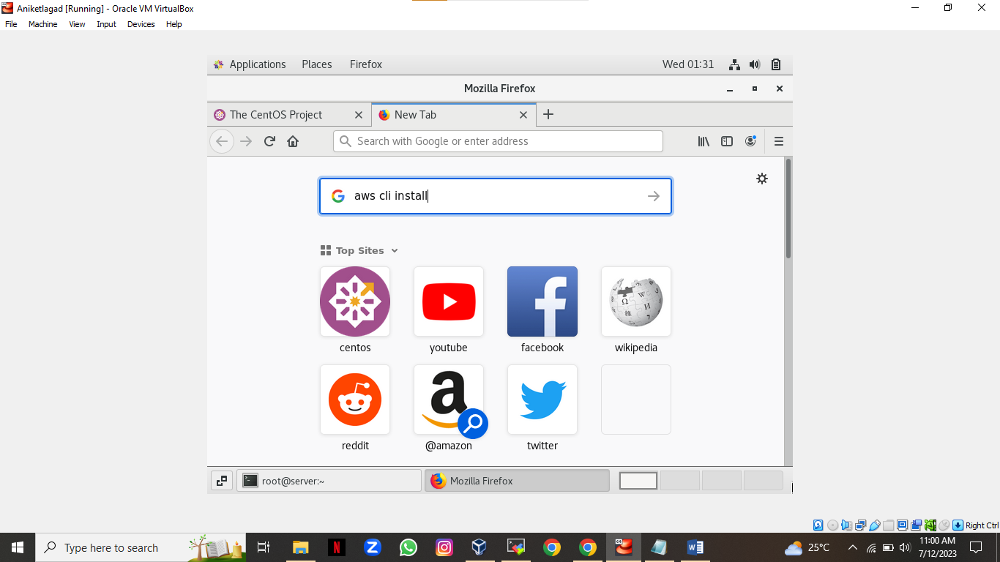 Aniketlagad [Running] - Oracle VM VirtualBox
File Machine View Input Devices Help
Applications Places Firefox Wed 01:31
Mozilla Firefox
The CentOS Project New Tab
Search with Google or enter address
aws cli install
Top Sites
centos youtube facebook wikipedia
reddit @amazon twitter
root@server:~ Mozilla Firefox
Right Ctrl
Type here to search 25°C 11:00 AM
7/12/2023